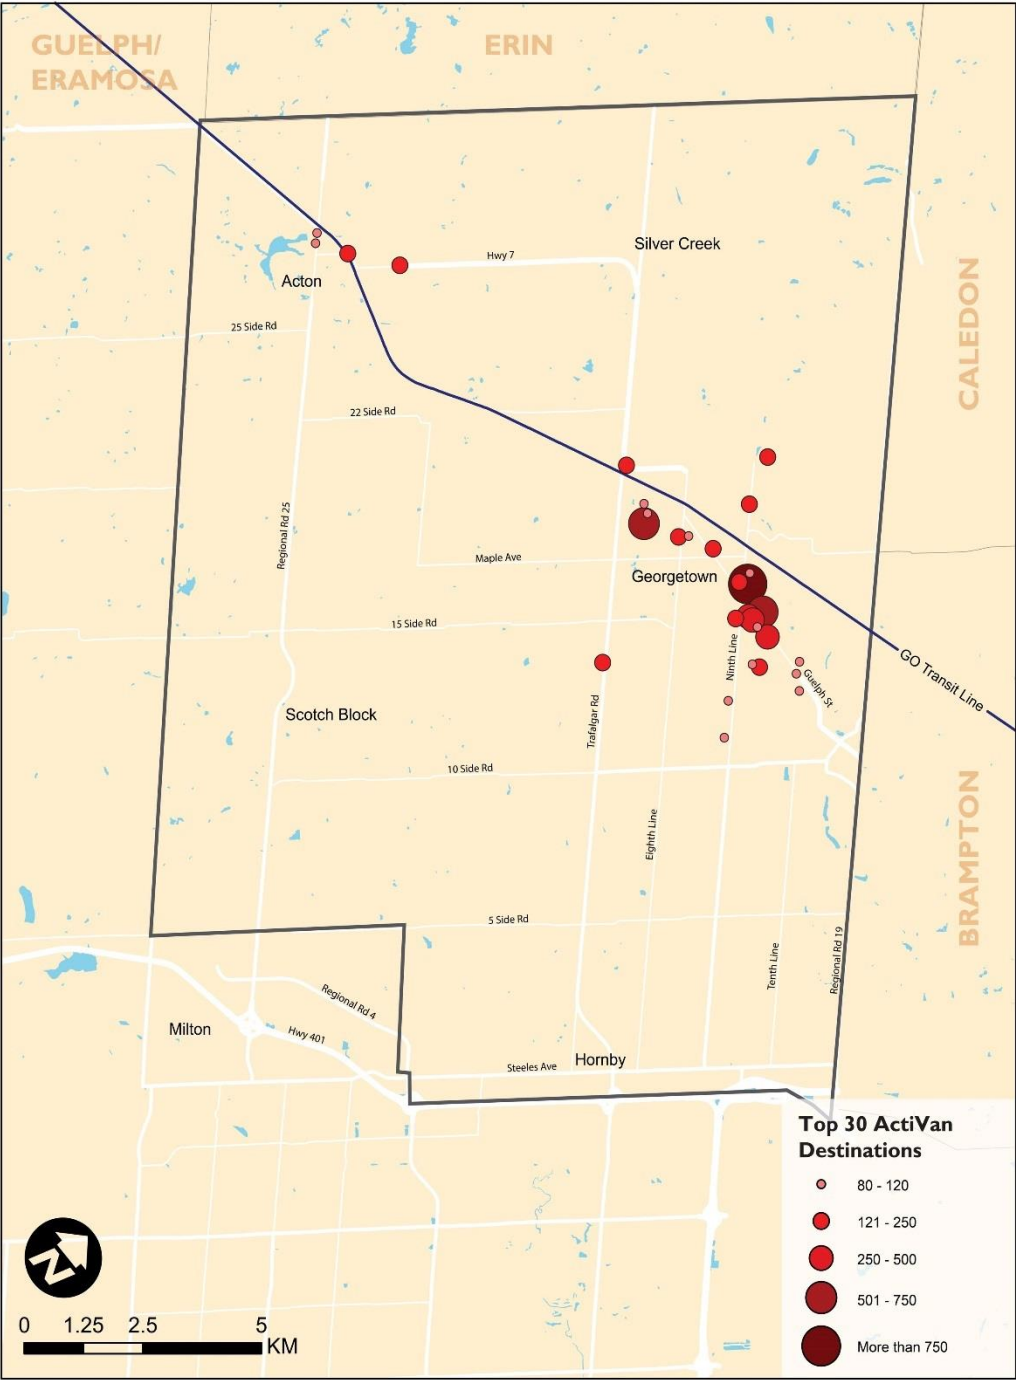 GUELPH/
ERAMOSA
ERIN
Silver Creek
Hwy 7
Acton
CALEDON
25 Side Rd
22 Side Rd
Regional Rd 25
Maple Ave
Georgetown
15 Side Rd
Ninth Line
GO Transit Line
Guelph St
Scotch Block
Trafalgar Rd
10 Side Rd
Eighth Line
BRAMPTON
5 Side Rd
Tenth Line
Regional Rd 19
Regional Rd 4
Milton
Hwy 401
Hornby
Steeles Ave
Top 30 ActiVan
Destinations
80 - 120
121 - 250
250 - 500
501 - 750
More than 750
N
0 1.25 2.5 5
KM